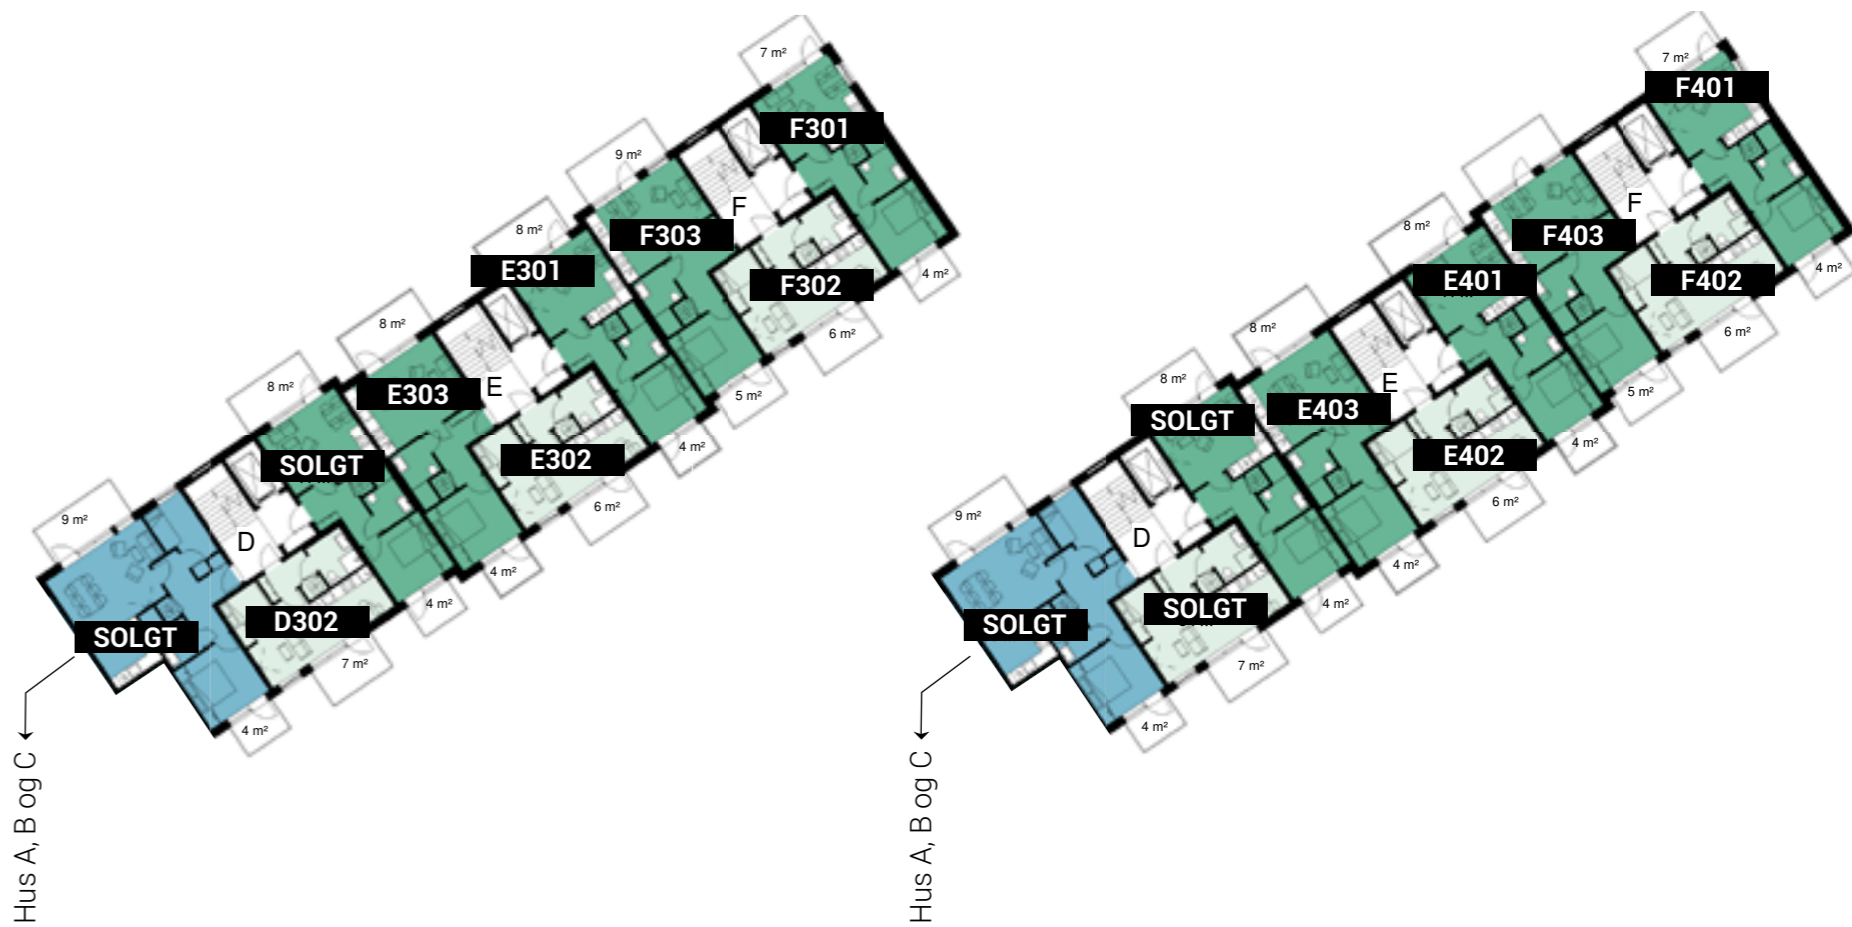 7 m²
F301
9 m²
F
F303
8 m²
E301
F302
4 m²
6 m²
8 m²
E303
E
5 m²
8 m²
E302
4 m²
SOLGT
6 m²
9 m²
D
4 m²
D302
4 m²
SOLGT
7 m²
4 m²
Hus A, B og C
7 m²
F401
F
F403
8 m²
E401
F402
4 m²
6 m²
8 m²
E
5 m²
8 m²
SOLGT
E403
E402
4 m²
6 m²
9 m²
D
4 m²
SOLGT
4 m²
SOLGT
7 m²
4 m²
Hus A, B og C